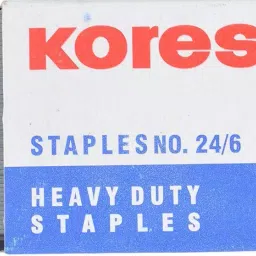 Kores
STAPLES NO. 24/6
HEAVY DUTY
STAPLES